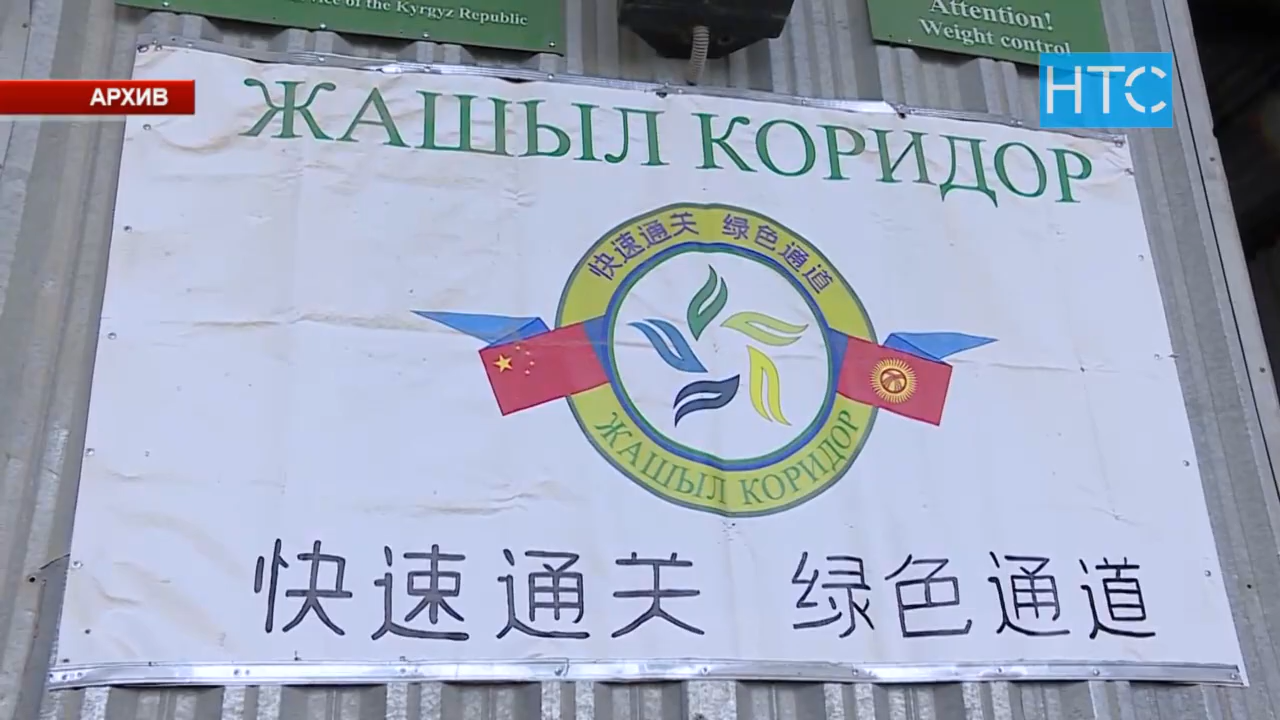 of the Kyrgyz Republic
Attention!
Weight control
НТС
АРХИВ
ЖАШЫЛ КОРИДОР
快速通关 绿色通道
ЖАШЫЛ КОРИДОР
快速通关 绿色通道